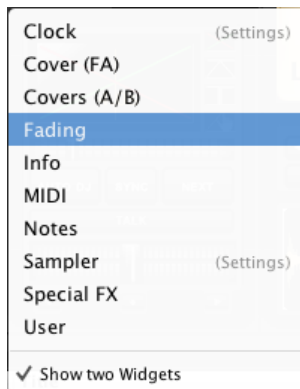 Clock (Settings)
Cover (FA)
Covers (A/B)
Fading
Info
MIDI
Notes
Sampler (Settings)
Special FX
User
✓ Show two Widgets